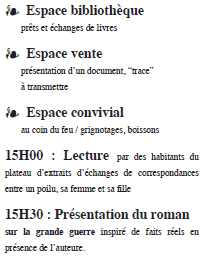 ❧ Espace bibliothèque
prêts et échanges de livres
❧ Espace vente
présentation d'un document, "trace"
à transmettre
❧ Espace convivial
au coin du feu / grignotages, boissons
15H00 : Lecture par des habitants du
plateau d'extraits d'échanges de correspondances
entre un poilu, sa femme et sa fille
15H30 : Présentation du roman
sur la grande guerre inspiré de faits réels en
présence de l'auteure.